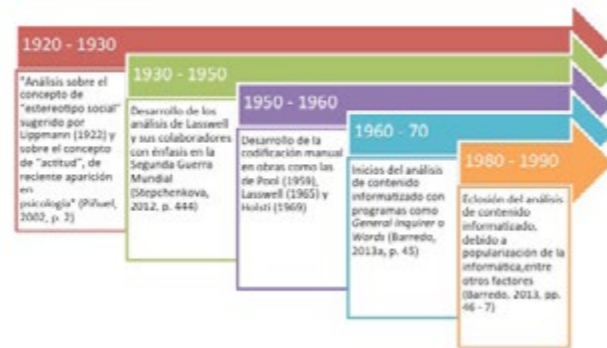 1920 - 1930
"Análisis sobre el
concepto de
"estereotipo social"
sugerido por
Lippmann (1922) y
sobre el concepto
de "actitud", de
reciente aparición
en
psicología" (Piñuel,
2002, p. 2)
1930 - 1950
Desarrollo de los
análisis de Lasswell
y sus colaboradores
con énfasis en la
Segunda Guerra
Mundial
(Stepchenkova,
2012, p. 444)
1950 - 1960
Desarrollo de la
codificación manual
en obras como las
de Pool (1959),
Lasswell (1965) y
Holsti (1969)
1960 - 70
Inicios del análisis
de contenido
informatizado con
programas como
General Inquirer o
Words (Barredo,
2013a, p. 45)
1980 - 1990
Eclosión del análisis
de contenido
informatizado,
debido a
popularización de la
informática,entre
otros factores
(Barredo, 2013, pp.
46 - 7)